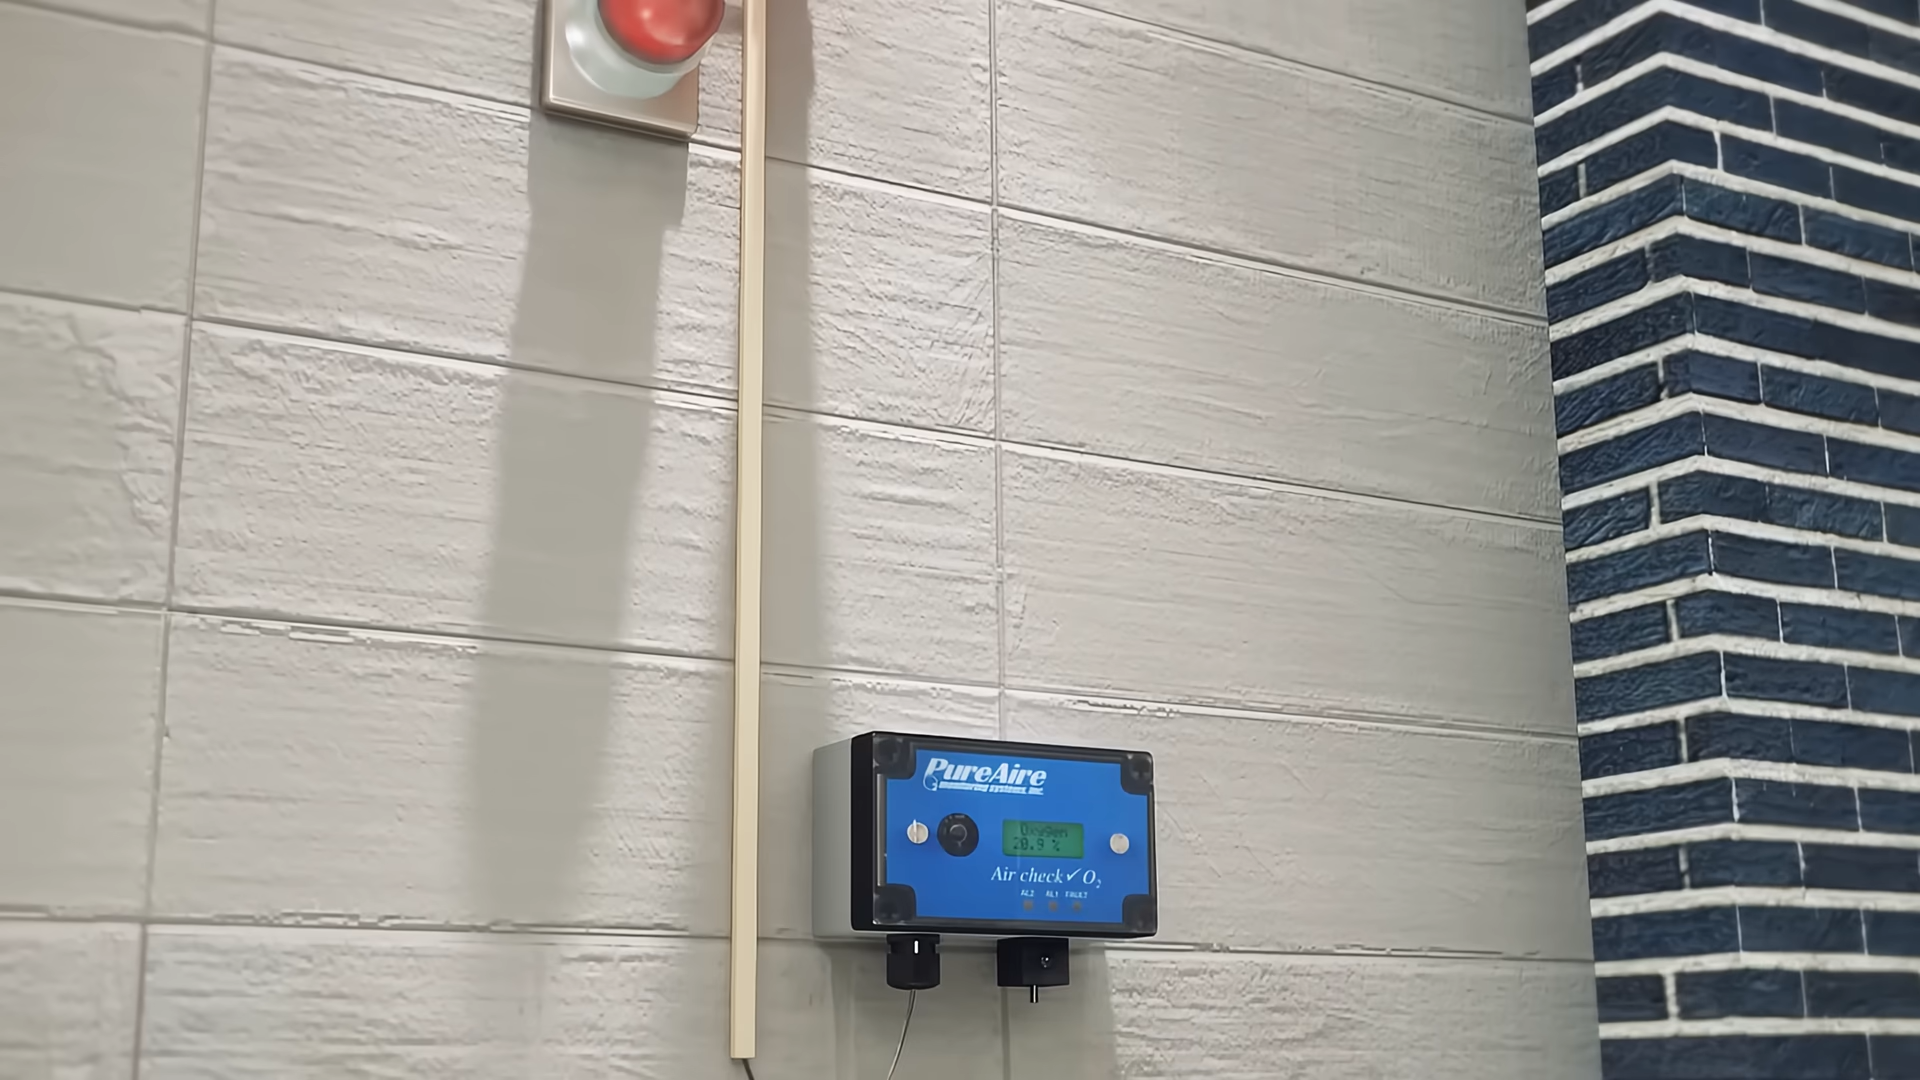 PureAire
monitoring systems, inc.
Oxygen
20.9 %
Air check✓ O₂
AL2 AL1 FAULT